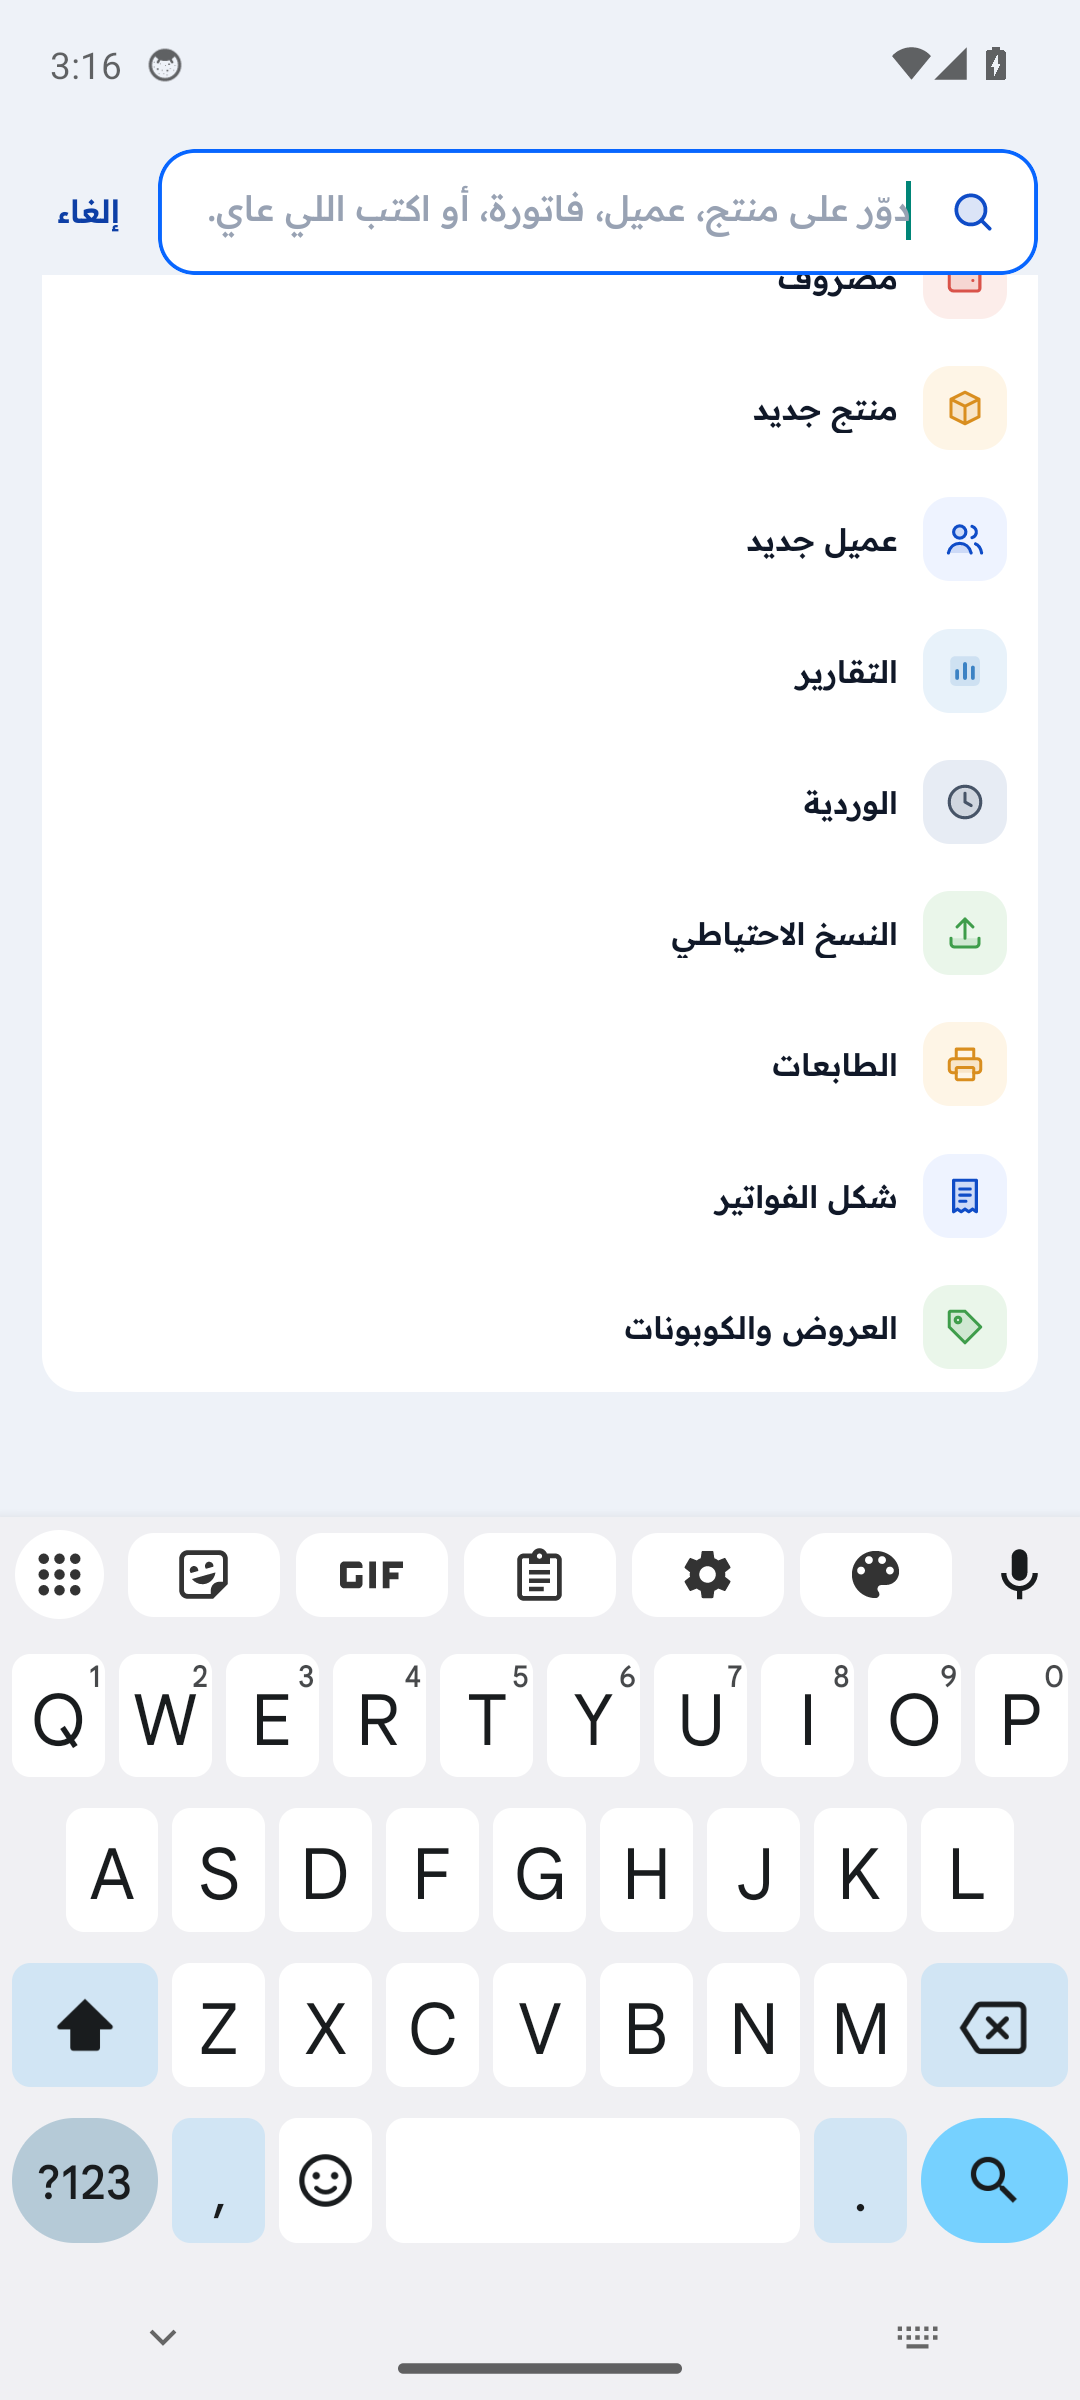 3:16
دوّر على منتج، عميل، فاتورة، أو اكتب اللي عاي.
إلغاء
مصروف
منتج جديد
عميل جديد
التقارير
الوردية
النسخ الاحتياطي
الطابعات
شكل الفواتير
العروض والكوبونات
GIF
Q 1 W 2 E 3 R 4 T 5 Y 6 U 7 I 8 O 9 P 0
A S D F G H J K L
Z X C V B N M
?123 , .